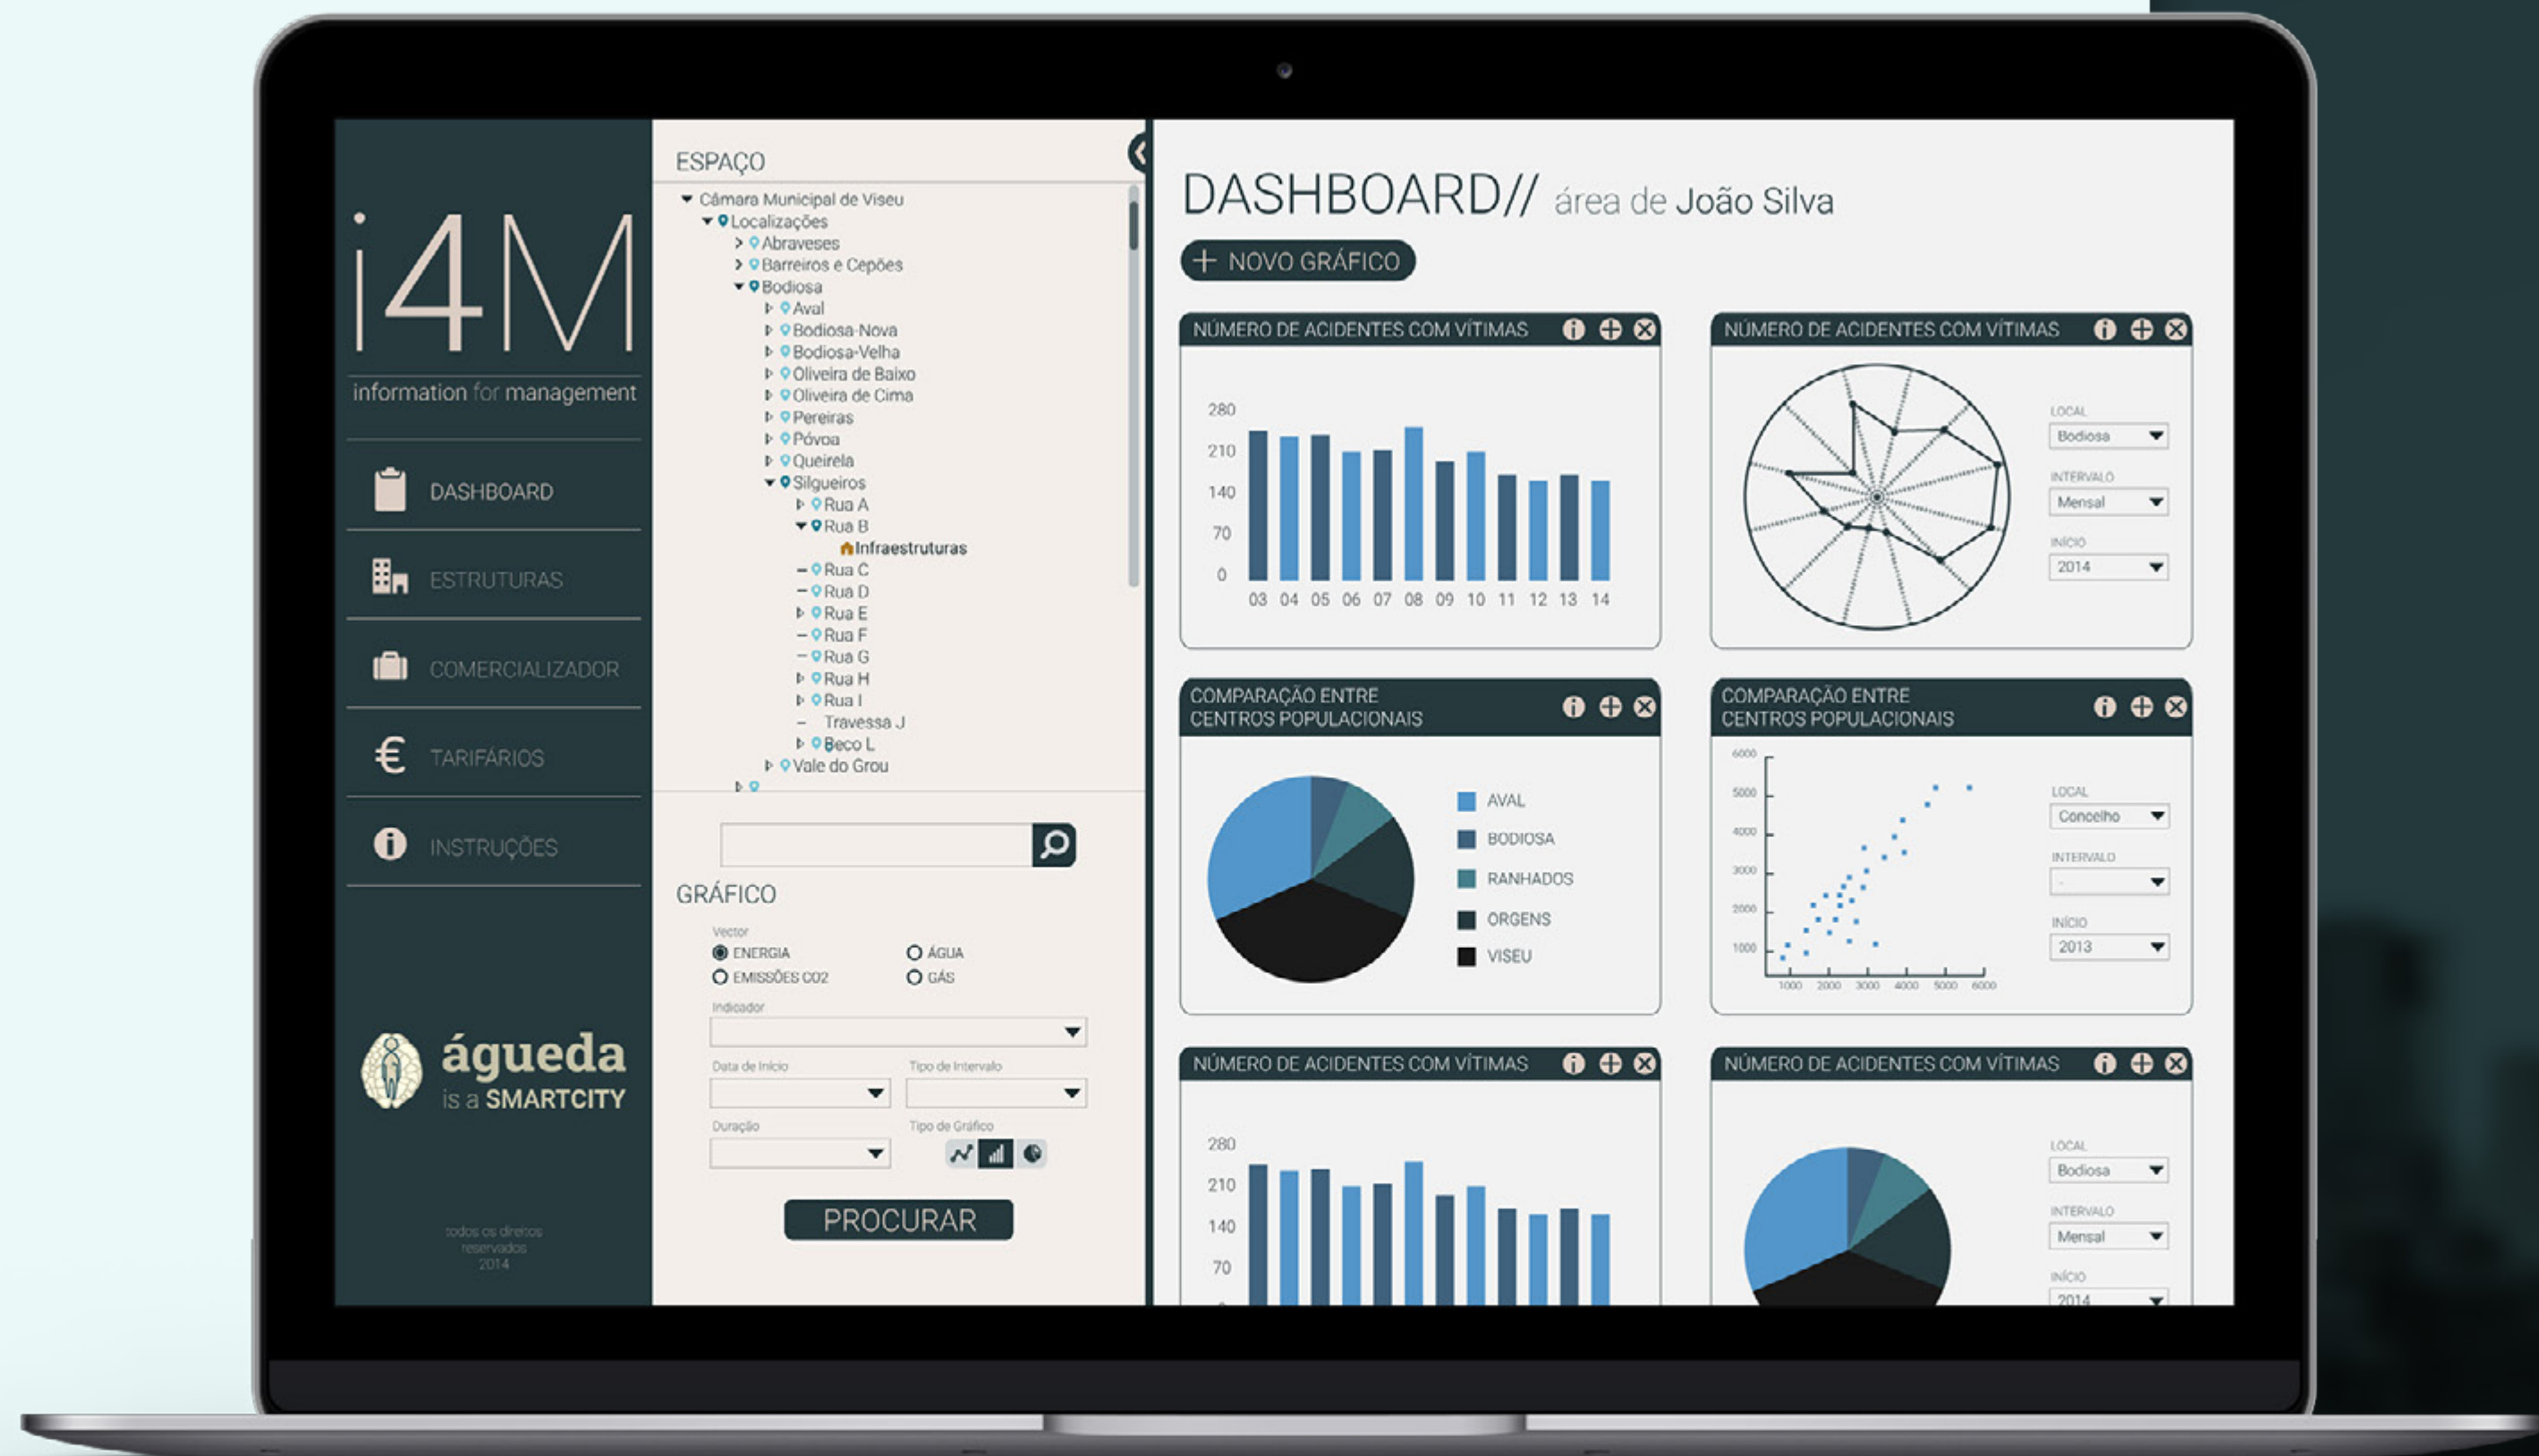 i4M
information for management
DASHBOARD
ESTRUTURAS
COMERCIALIZADOR
€ TARIFÁRIOS
INSTRUÇÕES
águeda
is a SMARTCITY
todos os direitos
reservados
2014
ESPAÇO
Câmara Municipal de Viseu
Localizações
Abraveses
Barreiros e Cepões
Bodiosa
Aval
Bodiosa-Nova
Bodiosa-Velha
Oliveira de Baixo
Oliveira de Cima
Pereiras
Póvoa
Queirela
Silgueiros
Rua A
Rua B
Infraestruturas
Rua C
Rua D
Rua E
Rua F
Rua G
Rua H
Rua I
Travessa J
Beco L
Vale do Grou
GRÁFICO
Vector
ENERGIA ÁGUA
EMISSÕES CO2 GÁS
Indicador
Data de Início Tipo de Intervalo
Duração Tipo de Gráfico
PROCURAR
DASHBOARD// área de João Silva
+ NOVO GRÁFICO
NÚMERO DE ACIDENTES COM VÍTIMAS
280
210
140
70
0
03 04 05 06 07 08 09 10 11 12 13 14
NÚMERO DE ACIDENTES COM VÍTIMAS
LOCAL
Bodiosa
INTERVALO
Mensal
INÍCIO
2014
COMPARAÇÃO ENTRE
CENTROS POPULACIONAIS
AVAL
BODIOSA
RANHADOS
ORGENS
VISEU
COMPARAÇÃO ENTRE
CENTROS POPULACIONAIS
6000
5000
4000
3000
2000
1000
1000 2000 3000 4000 5000 6000
LOCAL
Concelho
INTERVALO
-
INÍCIO
2013
NÚMERO DE ACIDENTES COM VÍTIMAS
280
210
140
70
NÚMERO DE ACIDENTES COM VÍTIMAS
LOCAL
Bodiosa
INTERVALO
Mensal
INÍCIO
2014